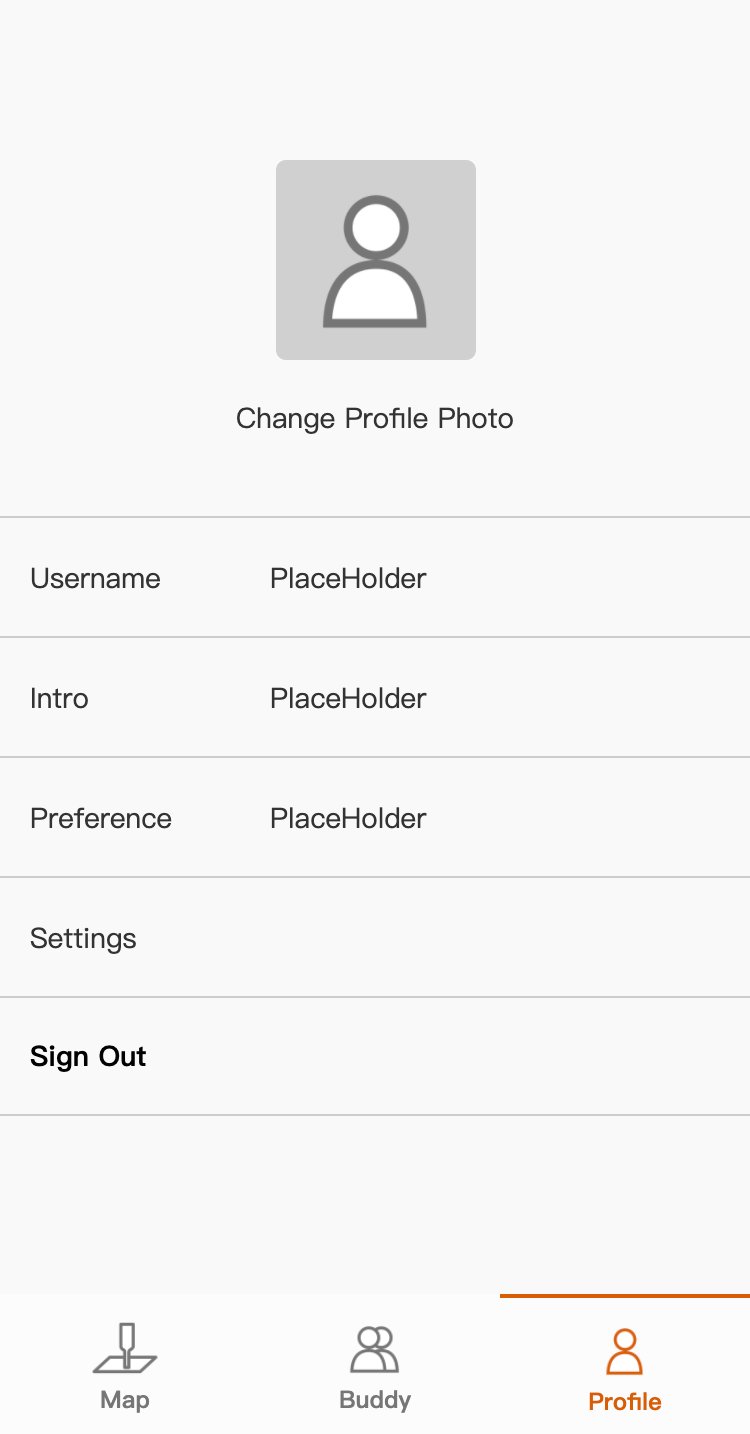 Change Profile Photo
Username PlaceHolder
Intro PlaceHolder
Preference PlaceHolder
Settings
Sign Out
Map Buddy Profile